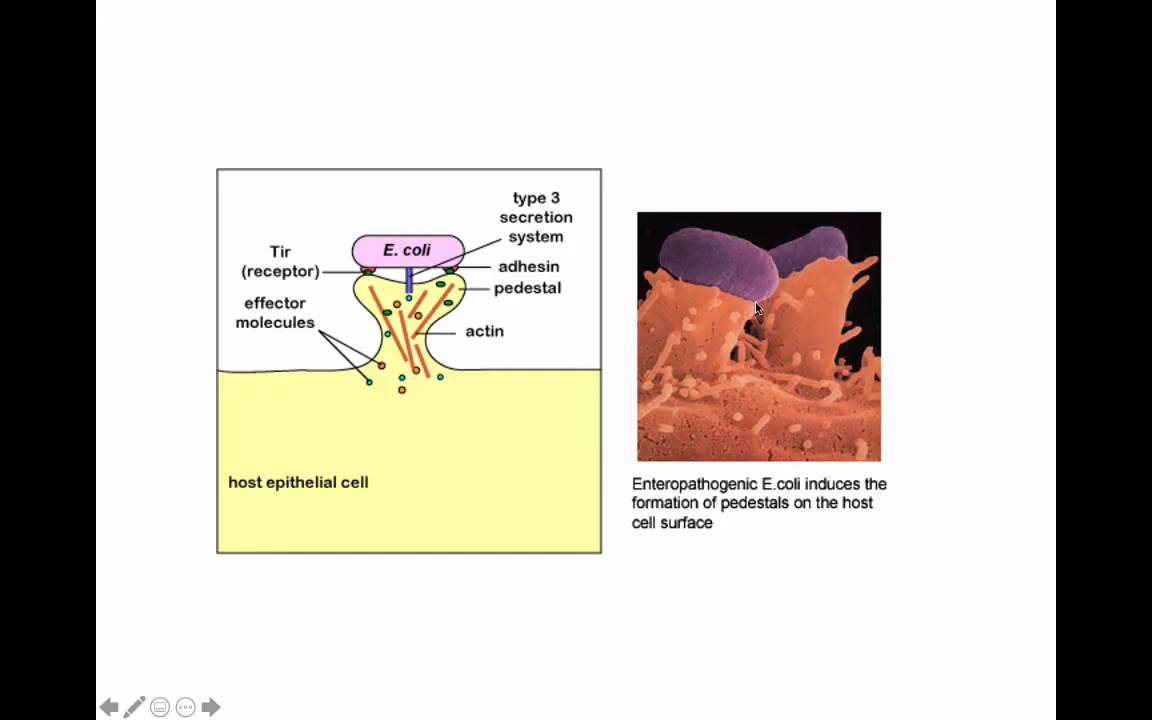 type 3
secretion
system
E. coli
Tir
(receptor)
adhesin
pedestal
effector
molecules
actin
host epithelial cell
Enteropathogenic E.coli induces the
formation of pedestals on the host
cell surface